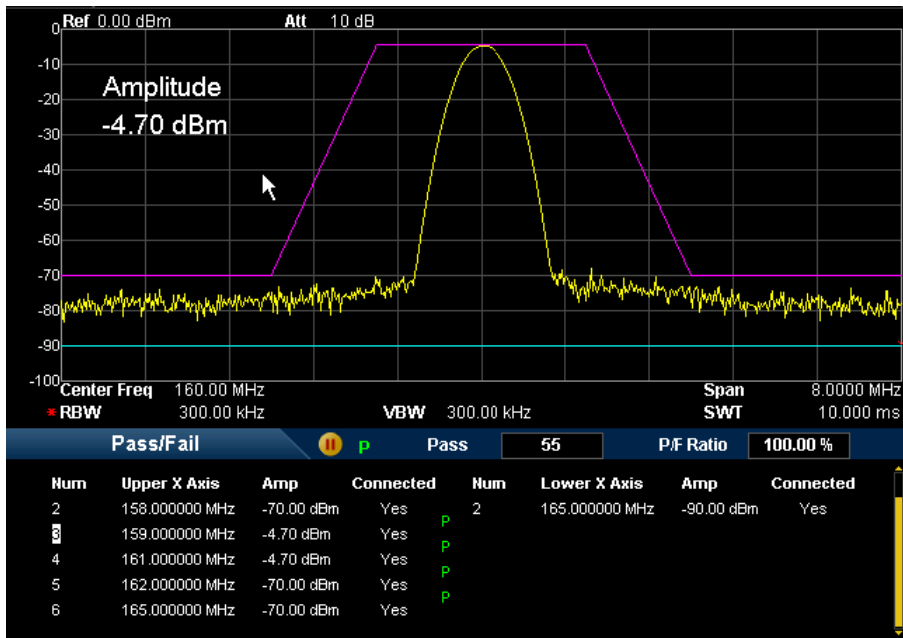 Ref 0.00 dBm Att 10 dB
0
-10
Amplitude
-20
-4.70 dBm
-30
-40
-50
-60
-70
-80
-90
-100
Center Freq 160.00 MHz Span 8.0000 MHz
* RBW 300.00 kHz VBW 300.00 kHz SWT 10.000 ms
Pass/Fail p Pass 55 P/F Ratio 100.00 %
Num Upper X Axis Amp Connected Num Lower X Axis Amp Connected
2 158.000000 MHz -70.00 dBm Yes 2 165.000000 MHz -90.00 dBm Yes
P
3 159.000000 MHz -4.70 dBm Yes
P
4 161.000000 MHz -4.70 dBm Yes
P
5 162.000000 MHz -70.00 dBm Yes
P
6 165.000000 MHz -70.00 dBm Yes